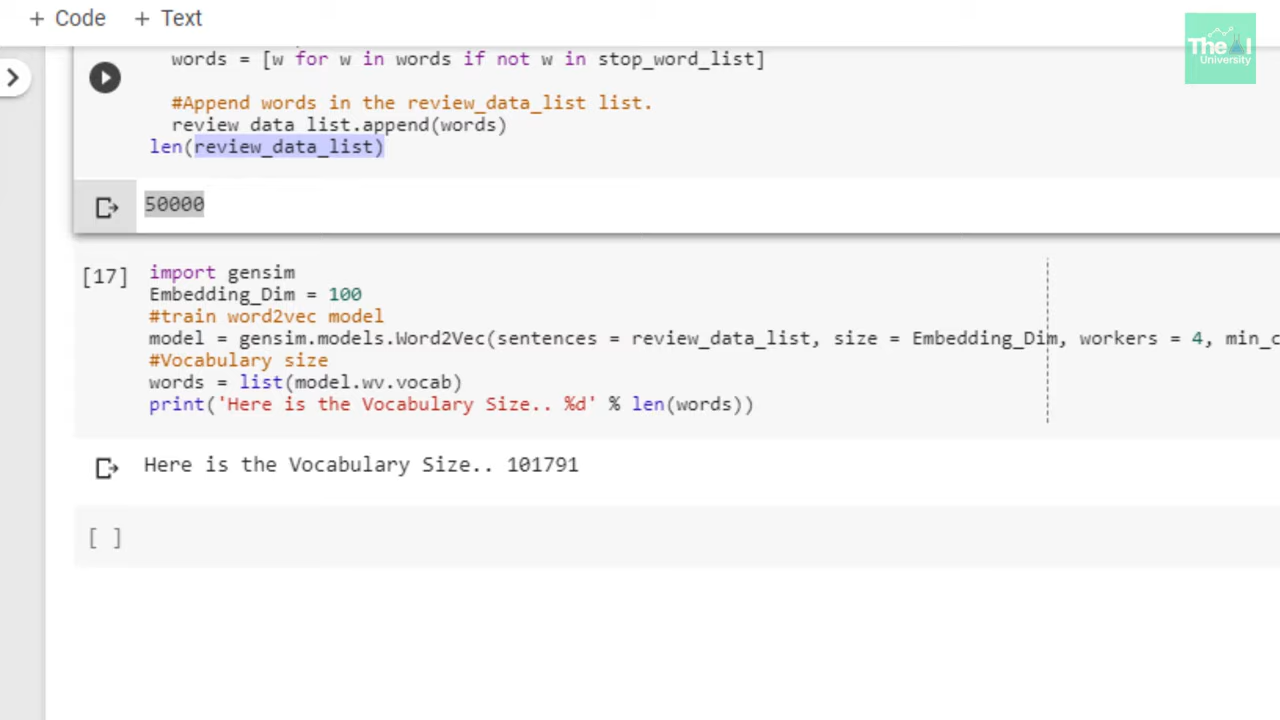 + Code + Text
The AI
University
words = [w for w in words if not w in stop_word_list]
#Append words in the review_data_list list.
review_data_list.append(words)
len(review_data_list)
50000
[17] import gensim
Embedding_Dim = 100
#train word2vec model
model = gensim.models.Word2Vec(sentences = review_data_list, size = Embedding_Dim, workers = 4, min_c
#Vocabulary size
words = list(model.wv.vocab)
print('Here is the Vocabulary Size.. %d' % len(words))
Here is the Vocabulary Size.. 101791
[ ]